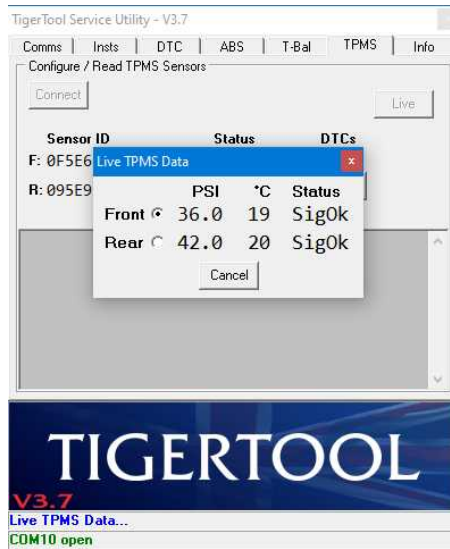 TigerTool Service Utility - V3.7
Comms Insts DTC ABS T-Bal TPMS Info
Configure / Read TPMS Sensors
Connect
Live
Sensor ID Status DTCs
F: 0F5E6
R: 095E9
Live TPMS Data x
PSI °C Status
Front 36.0 19 SigOk
Rear 42.0 20 SigOk
Cancel
TIGERTOOL
V3.7
Live TPMS Data...
COM10 open